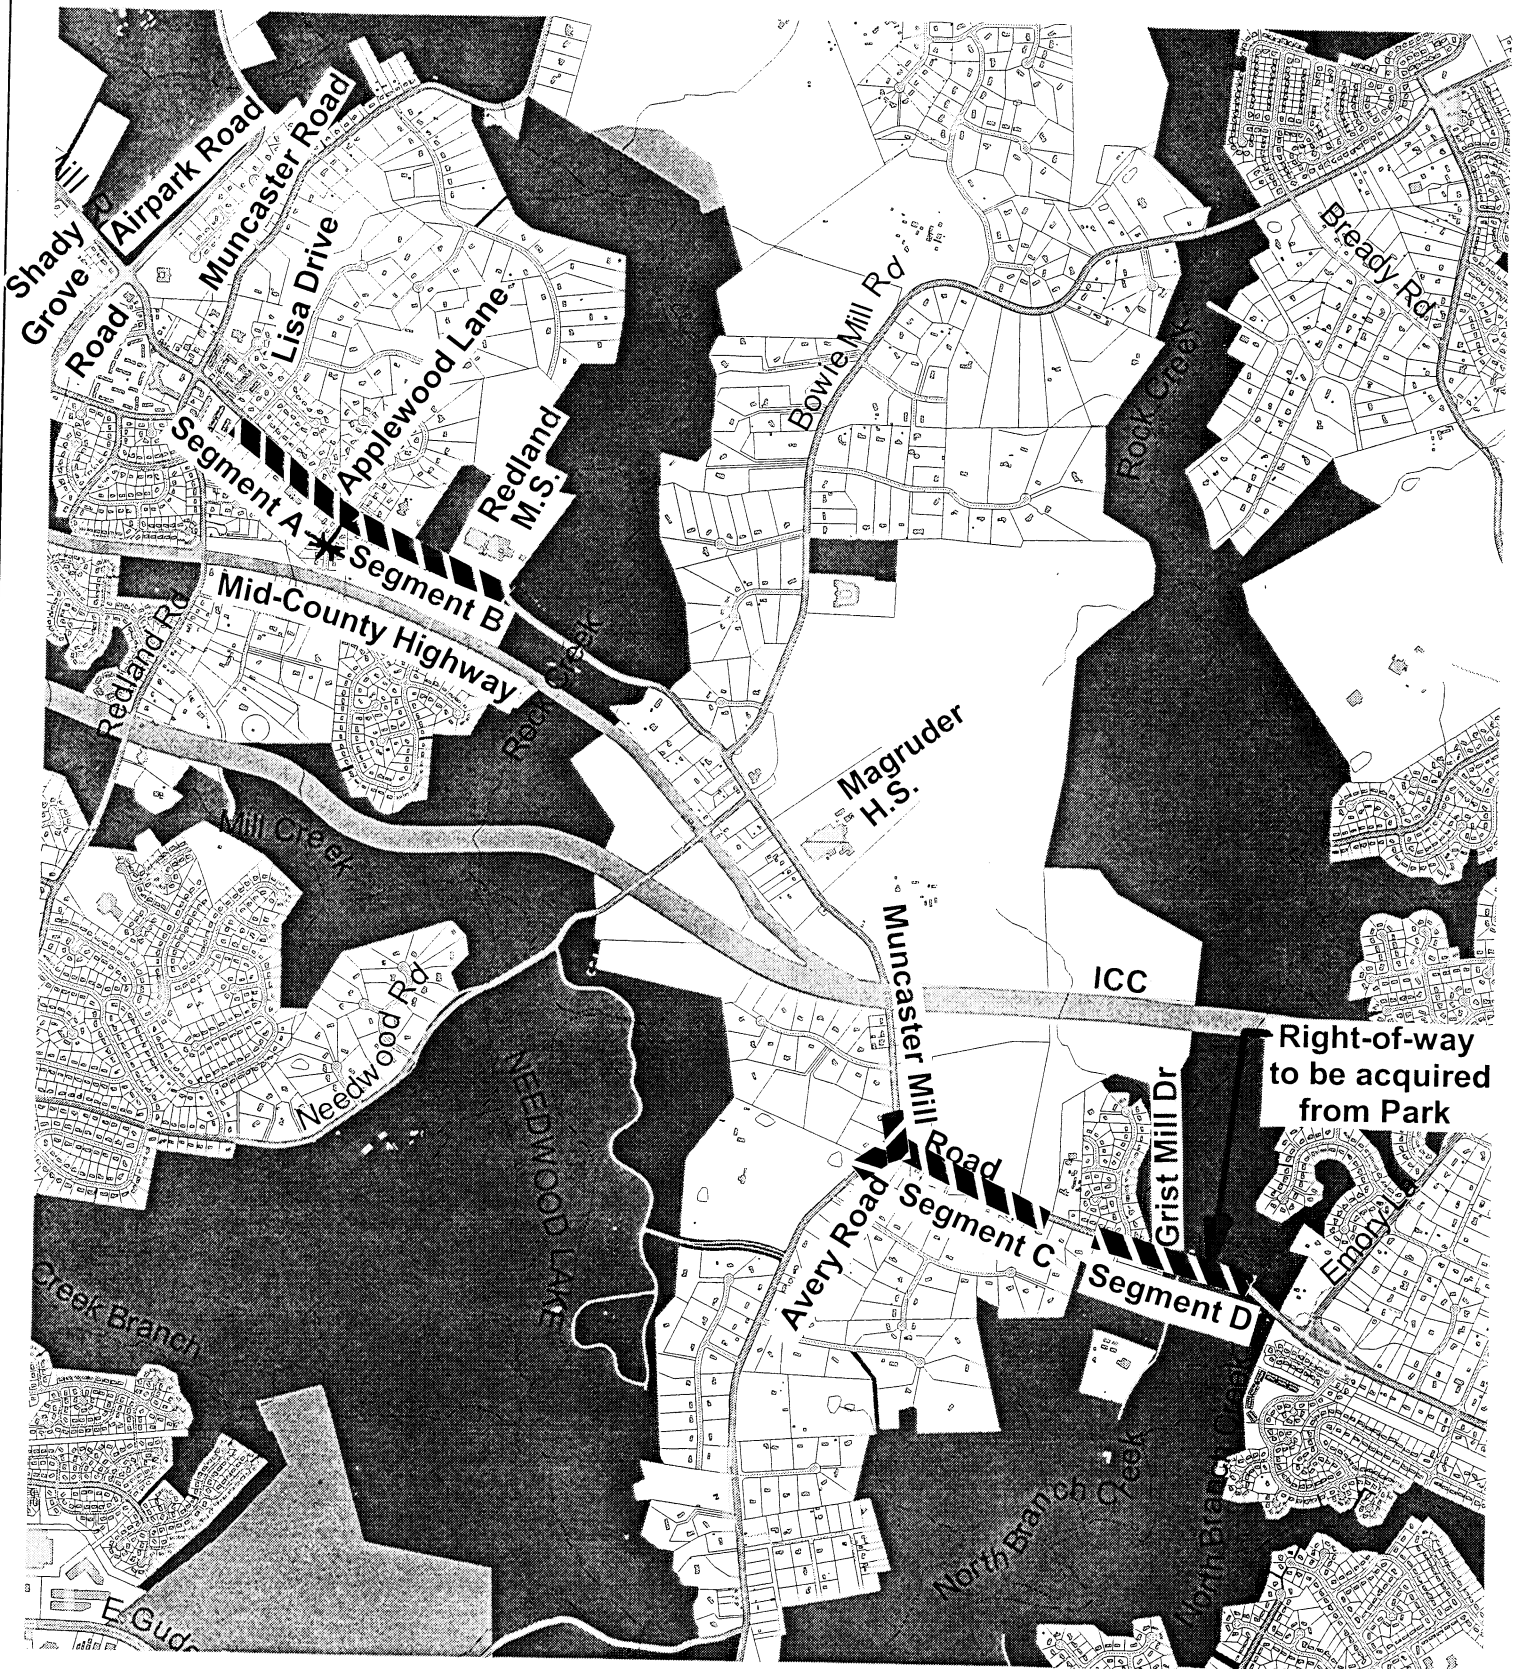 Airpark Road
Muncaster Road
Shady
Grove
Road
Lisa Drive
Applewood Lane
Redland
M.S.
Segment A
Segment B
Mid-County Highway
Redland Rd
Rock Creek
Bowie Mill Rd
Bready Rd
Rock Creek
Magruder
H.S.
Mill Creek
Needwood Rd
NEEDWOOD LAKE
Muncaster Mill
Road
ICC
Right-of-way
to be acquired
from Park
Grist Mill Dr
Avery Road
Segment C
Segment D
Creek Branch
North Branch Creek
North Branch Creek
E Gude